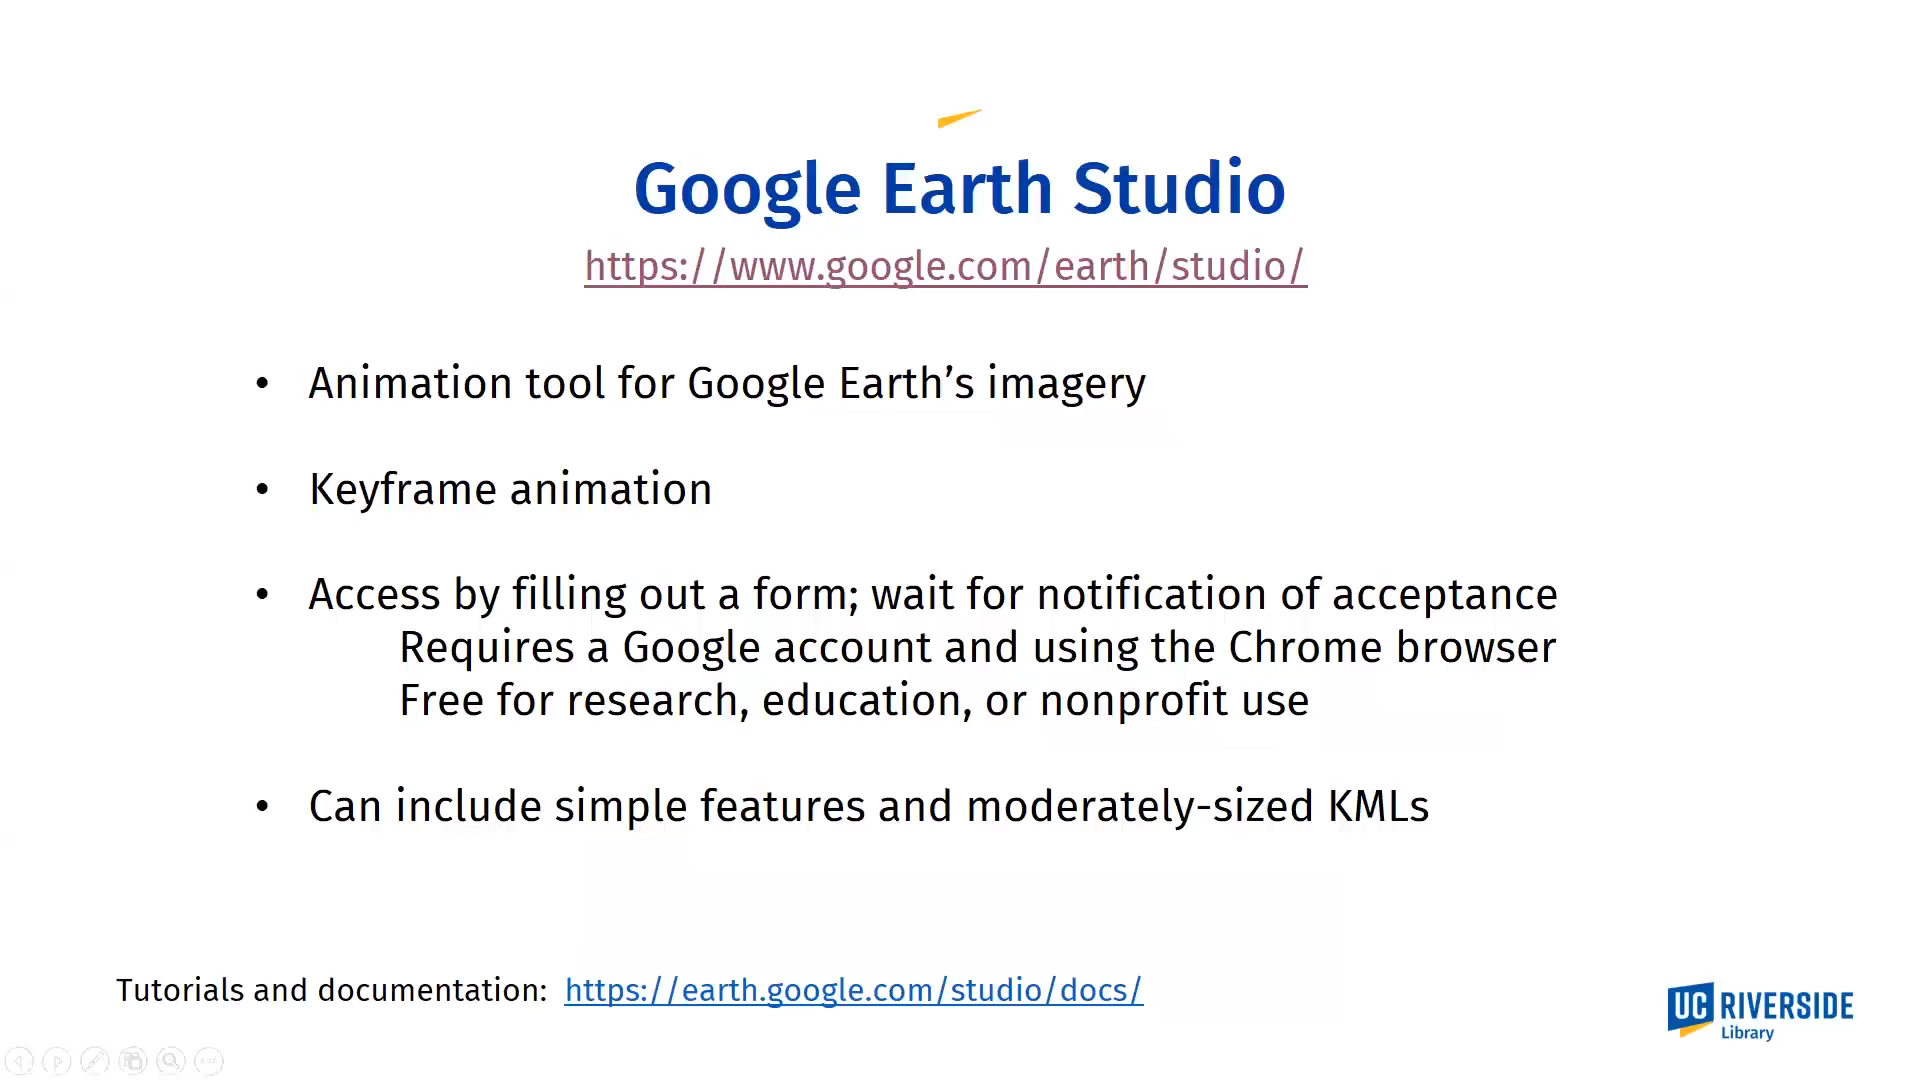 Google Earth Studio
https://www.google.com/earth/studio/
• Animation tool for Google Earth’s imagery
• Keyframe animation
• Access by filling out a form; wait for notification of acceptance
Requires a Google account and using the Chrome browser
Free for research, education, or nonprofit use
• Can include simple features and moderately-sized KMLs
Tutorials and documentation: https://earth.google.com/studio/docs/
UC RIVERSIDE
Library